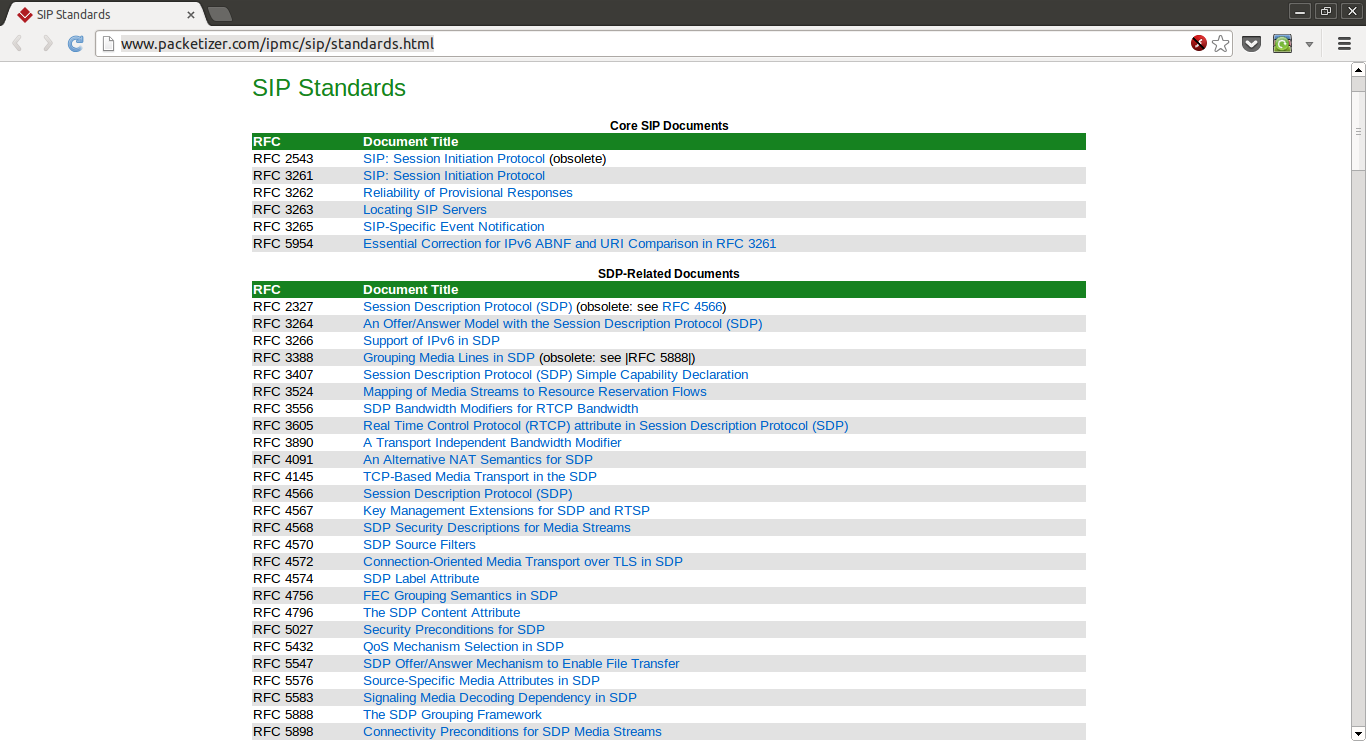 SIP Standards
www.packetizer.com/ipmc/sip/standards.html
SIP Standards
Core SIP Documents
RFC Document Title
RFC 2543 SIP: Session Initiation Protocol (obsolete)
RFC 3261 SIP: Session Initiation Protocol
RFC 3262 Reliability of Provisional Responses
RFC 3263 Locating SIP Servers
RFC 3265 SIP-Specific Event Notification
RFC 5954 Essential Correction for IPv6 ABNF and URI Comparison in RFC 3261
SDP-Related Documents
RFC Document Title
RFC 2327 Session Description Protocol (SDP) (obsolete: see RFC 4566)
RFC 3264 An Offer/Answer Model with the Session Description Protocol (SDP)
RFC 3266 Support of IPv6 in SDP
RFC 3388 Grouping Media Lines in SDP (obsolete: see |RFC 5888|)
RFC 3407 Session Description Protocol (SDP) Simple Capability Declaration
RFC 3524 Mapping of Media Streams to Resource Reservation Flows
RFC 3556 SDP Bandwidth Modifiers for RTCP Bandwidth
RFC 3605 Real Time Control Protocol (RTCP) attribute in Session Description Protocol (SDP)
RFC 3890 A Transport Independent Bandwidth Modifier
RFC 4091 An Alternative NAT Semantics for SDP
RFC 4145 TCP-Based Media Transport in the SDP
RFC 4566 Session Description Protocol (SDP)
RFC 4567 Key Management Extensions for SDP and RTSP
RFC 4568 SDP Security Descriptions for Media Streams
RFC 4570 SDP Source Filters
RFC 4572 Connection-Oriented Media Transport over TLS in SDP
RFC 4574 SDP Label Attribute
RFC 4756 FEC Grouping Semantics in SDP
RFC 4796 The SDP Content Attribute
RFC 5027 Security Preconditions for SDP
RFC 5432 QoS Mechanism Selection in SDP
RFC 5547 SDP Offer/Answer Mechanism to Enable File Transfer
RFC 5576 Source-Specific Media Attributes in SDP
RFC 5583 Signaling Media Decoding Dependency in SDP
RFC 5888 The SDP Grouping Framework
RFC 5898 Connectivity Preconditions for SDP Media Streams